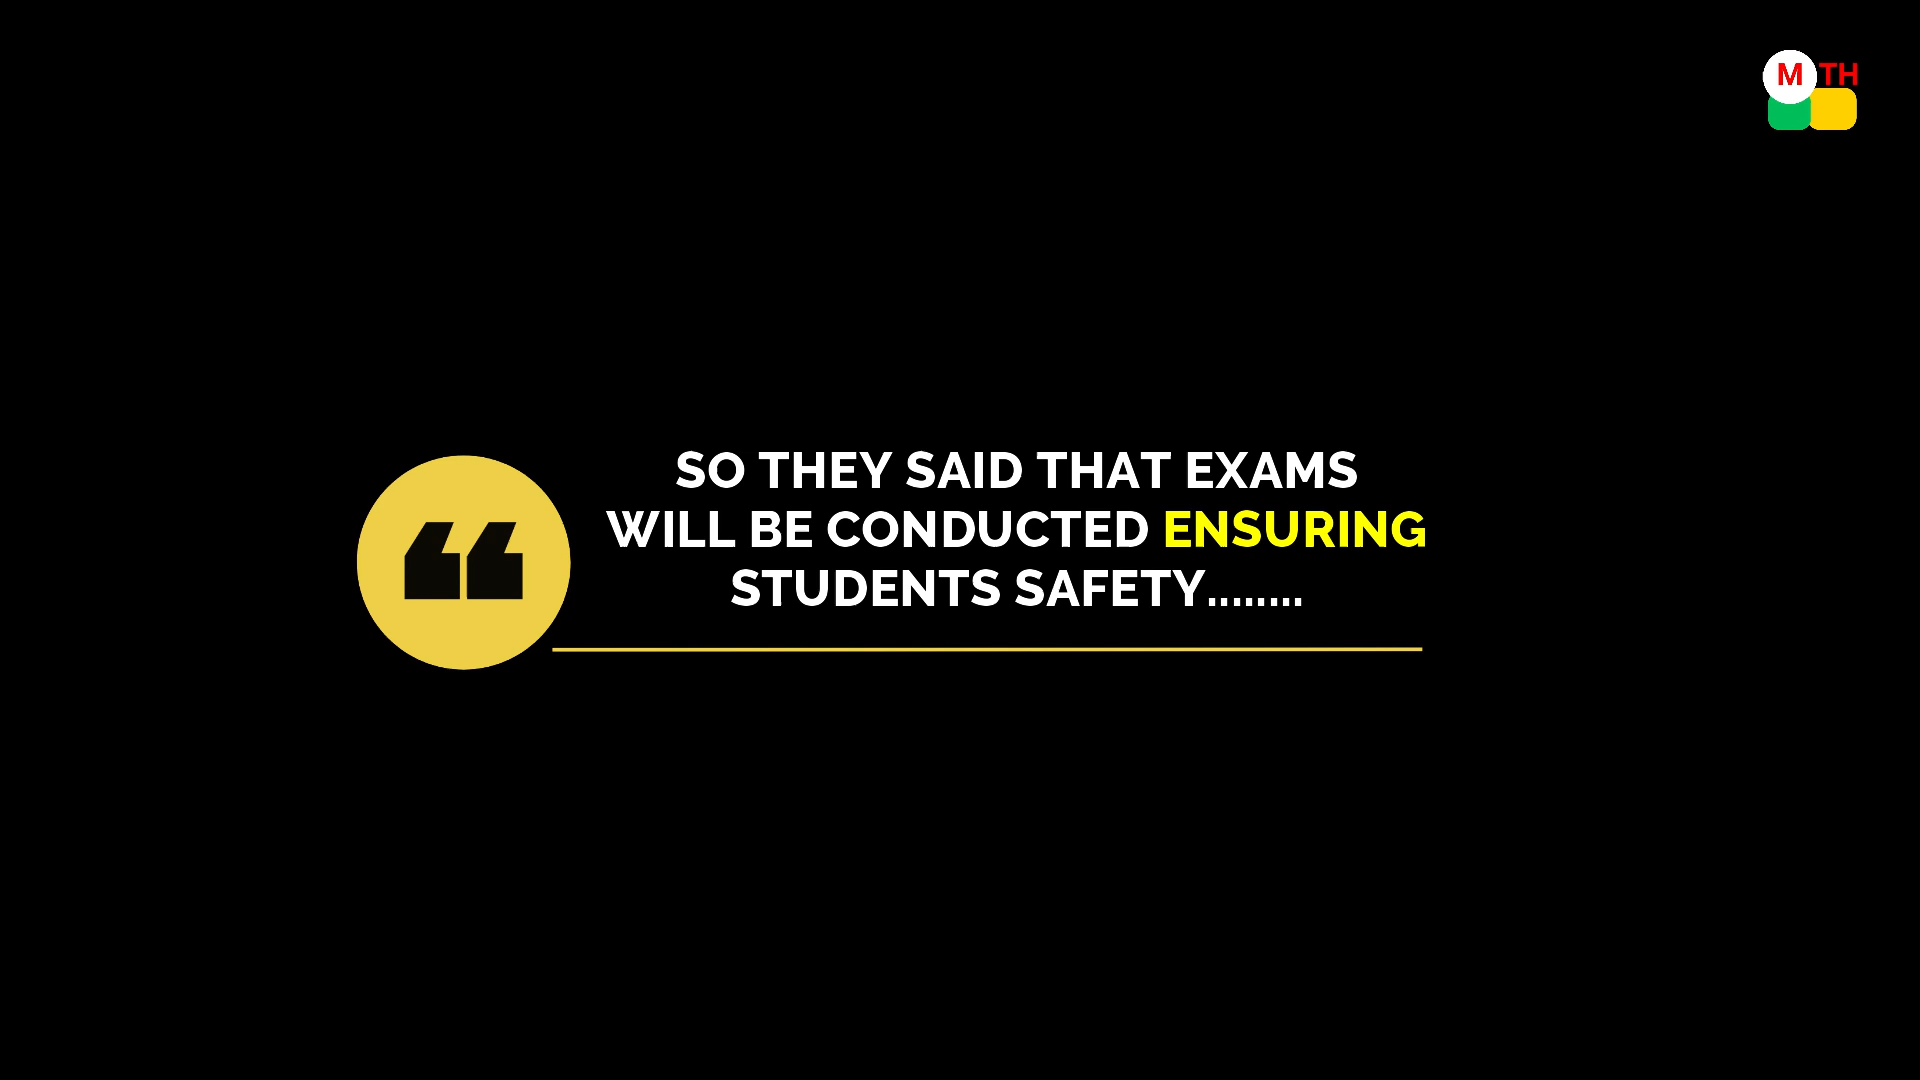 M TH
SO THEY SAID THAT EXAMS
WILL BE CONDUCTED ENSURING
STUDENTS SAFETY........